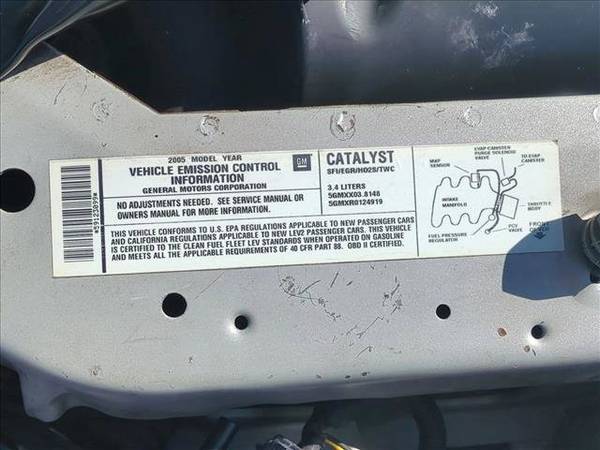 2005 MODEL YEAR
VEHICLE EMISSION CONTROL
INFORMATION
GENERAL MOTORS CORPORATION
GM
NO ADJUSTMENTS NEEDED. SEE SERVICE MANUAL OR
OWNERS MANUAL FOR MORE INFORMATION.
CATALYST
SFI/EGR/HO2S/TWC
3.4 LITERS
5GMXX03.8148
5GMXR0124919
THIS VEHICLE CONFORMS TO U.S. EPA REGULATIONS APPLICABLE TO NEW PASSENGER CARS
AND CALIFORNIA REGULATIONS APPLICABLE TO NEW LEV2 PASSENGER CARS. THIS VEHICLE
IS CERTIFIED TO THE CLEAN FUEL FLEET LEV STANDARDS WHEN OPERATED ON GASOLINE
AND MEETS ALL THE APPLICABLE REQUIREMENTS OF 40 CFR PART 88. OBD II CERTIFIED.
MAP
SENSOR
EVAP CANISTER
PURGE SOLENOID
VALVE
TO EVAP
CANISTER
INTAKE
MANIFOLD
THROTTLE
BODY
FUEL PRESSURE
REGULATOR
PCV
VALVE
FRONT